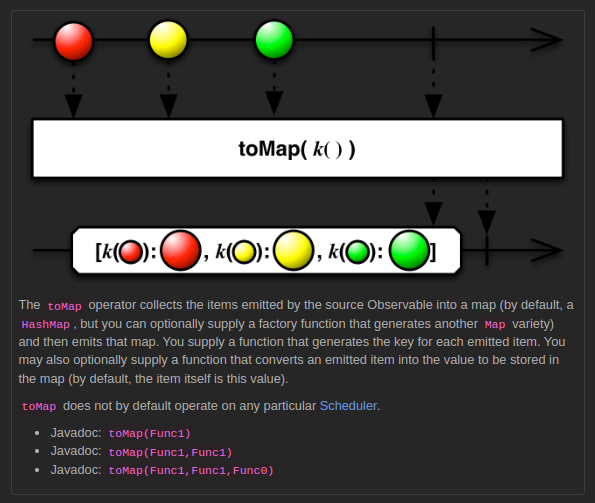 toMap( k( ) )
[k( ): , k( ): , k( ): ]
The toMap operator collects the items emitted by the source Observable into a map (by default, a
HashMap, but you can optionally supply a factory function that generates another Map variety)
and then emits that map. You supply a function that generates the key for each emitted item. You
may also optionally supply a function that converts an emitted item into the value to be stored in
the map (by default, the item itself is this value).
toMap does not by default operate on any particular Scheduler.
• Javadoc: toMap(Func1)
• Javadoc: toMap(Func1,Func1)
• Javadoc: toMap(Func1,Func1,Func0)